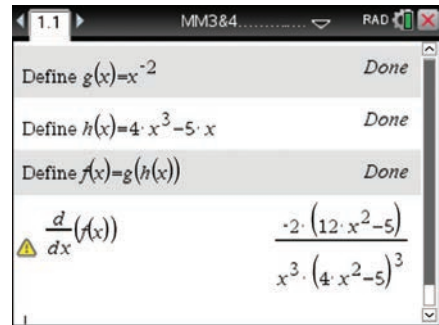 1.1 MM3&4 RAD
Define g(x)=x^-2 Done
Define h(x)=4·x^3-5·x Done
Define f(x)=g(h(x)) Done
d/dx(f(x)) -2·(12·x^2-5)/x^3·(4·x^2-5)^3